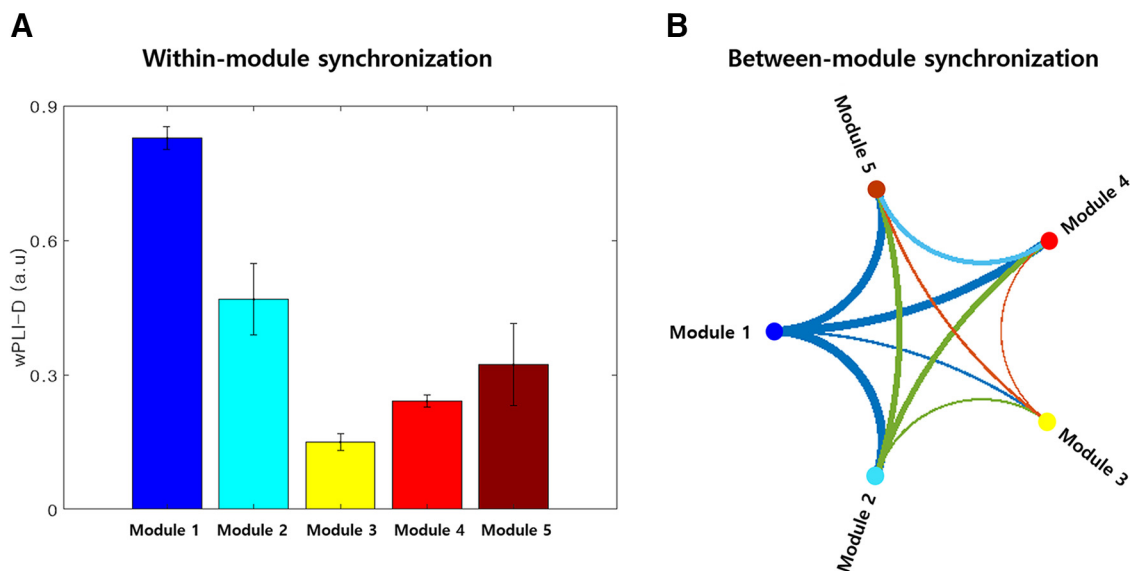 A
Within-module synchronization
0.9
0.6
0.3
0
wPLI-D (a.u)
Module 1
Module 2
Module 3
Module 4
Module 5
B
Between-module synchronization
Module 5
Module 4
Module 1
Module 3
Module 2